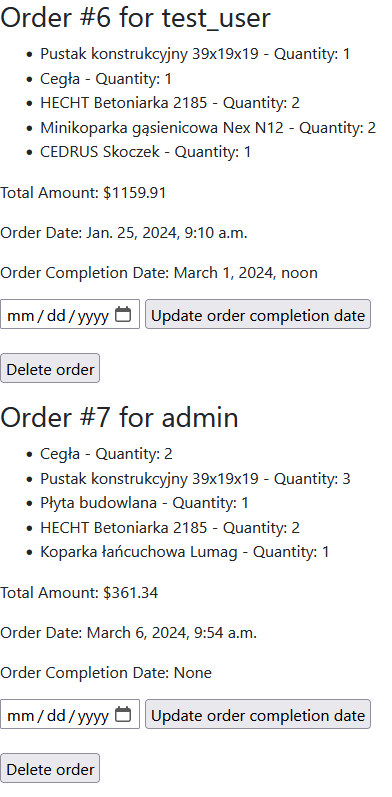 Order #6 for test_user
• Pustak konstrukcyjny 39x19x19 - Quantity: 1
• Cegła - Quantity: 1
• HECHT Betoniarka 2185 - Quantity: 2
• Minikoparka gąsienicowa Nex N12 - Quantity: 2
• CEDRUS Skoczek - Quantity: 1
Total Amount: $1159.91
Order Date: Jan. 25, 2024, 9:10 a.m.
Order Completion Date: March 1, 2024, noon
mm/dd/yyyy Update order completion date
Delete order
Order #7 for admin
• Cegła - Quantity: 2
• Pustak konstrukcyjny 39x19x19 - Quantity: 3
• Płyta budowlana - Quantity: 1
• HECHT Betoniarka 2185 - Quantity: 2
• Koparka łańcuchowa Lumag - Quantity: 1
Total Amount: $361.34
Order Date: March 6, 2024, 9:54 a.m.
Order Completion Date: None
mm/dd/yyyy Update order completion date
Delete order